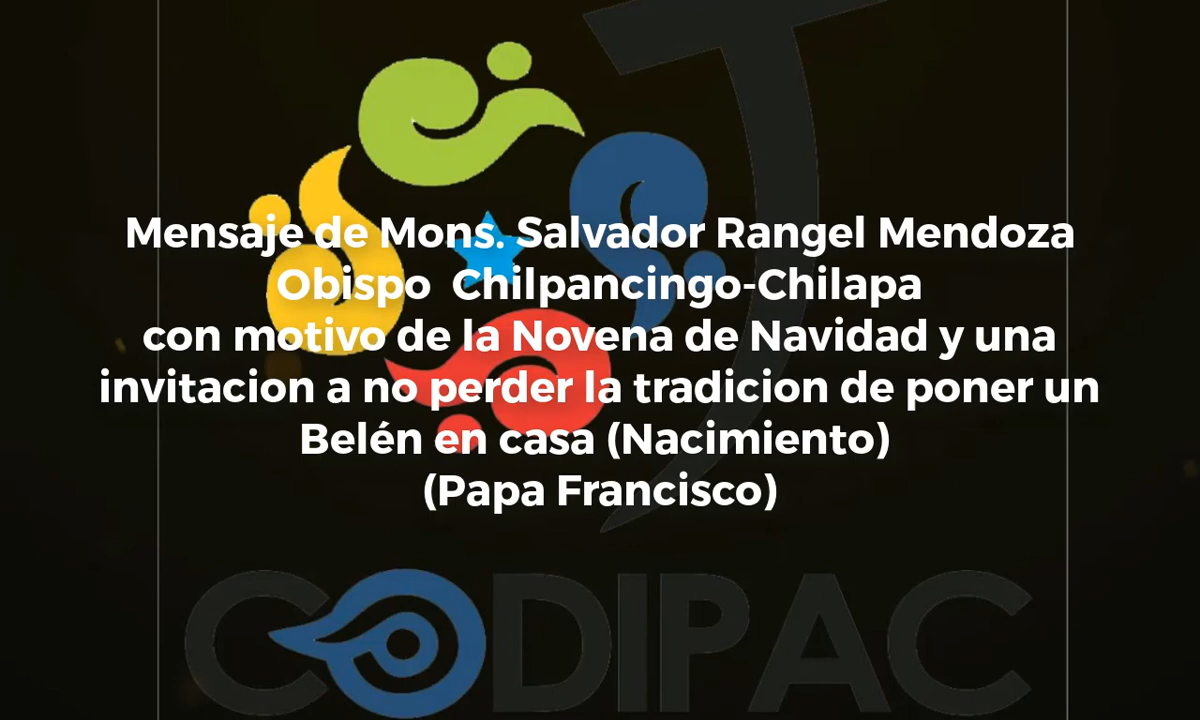 Mensaje de Mons. Salvador Rangel Mendoza
Obispo  Chilpancingo-Chilapa
con motivo de la Novena de Navidad y una
invitacion a no perder la tradicion de poner un
Belén en casa (Nacimiento)
(Papa Francisco)
CODIPAC